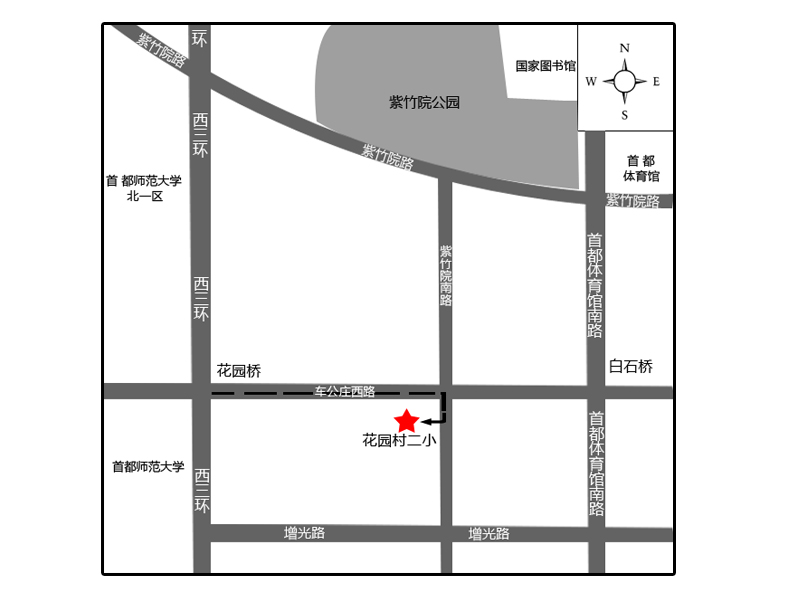 环
紫竹院路
N
国家图书馆
W
E
紫竹院公园
S
西三环
紫竹院路
首 都
体育馆
首 都师范大学
北一区
紫竹院路
首都体育馆南路
紫竹院南路
西三环
花园桥
白石桥
车公庄西路
花园村二小
首都体育馆南路
首都师范大学
西三环
增光路
增光路